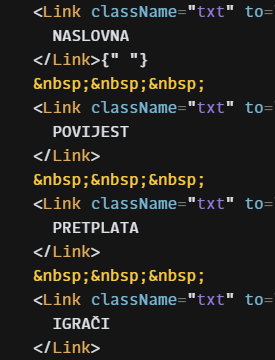 <Link className="txt" to=
NASLOVNA
</Link>{" "}
&nbsp;&nbsp;&nbsp;
<Link className="txt" to=
POVIJEST
</Link>
&nbsp;&nbsp;&nbsp;
<Link className="txt" to=
PRETPLATA
</Link>
&nbsp;&nbsp;&nbsp;
<Link className="txt" to=
IGRAČI
</Link>